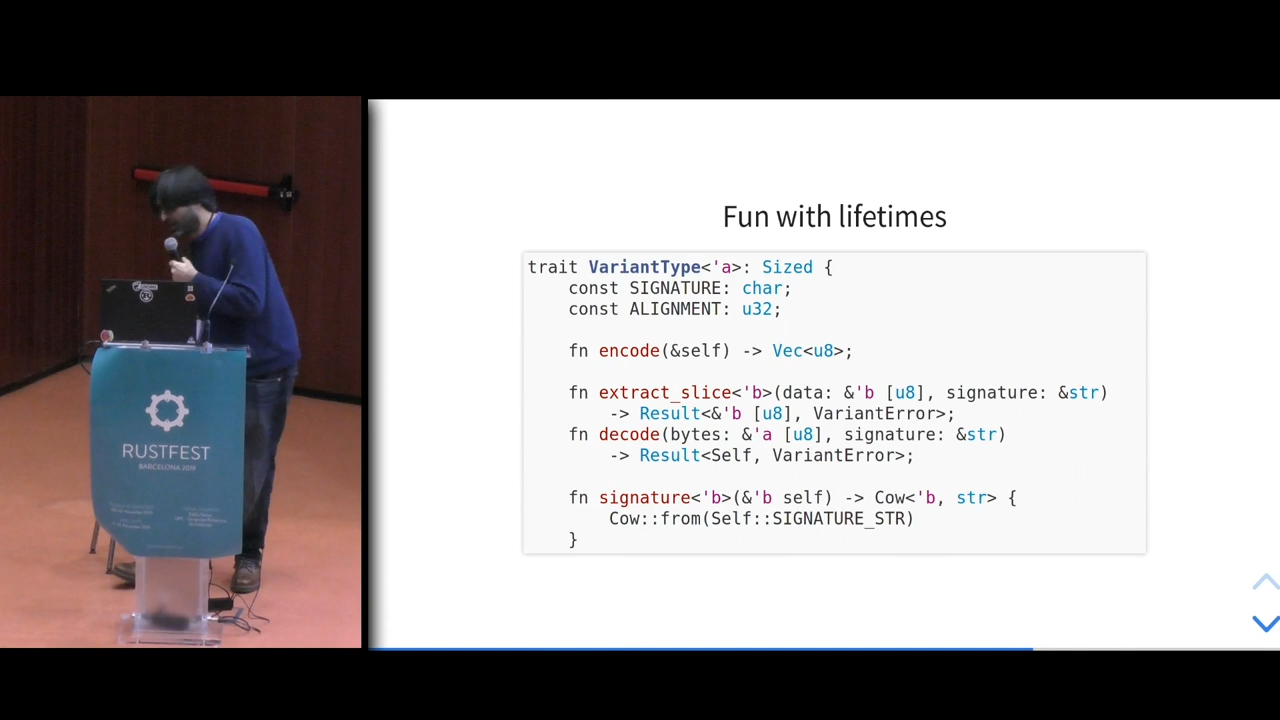 RUSTFEST
BARCELONA 2019
Fun with lifetimes
trait VariantType<'a>: Sized {
    const SIGNATURE: char;
    const ALIGNMENT: u32;
    fn encode(&self) -> Vec<u8>;
    fn extract_slice<'b>(data: &'b [u8], signature: &str)
        -> Result<&'b [u8], VariantError>;
    fn decode(bytes: &'a [u8], signature: &str)
        -> Result<Self, VariantError>;
    fn signature<'b>(&'b self) -> Cow<'b, str> {
        Cow::from(Self::SIGNATURE_STR)
    }